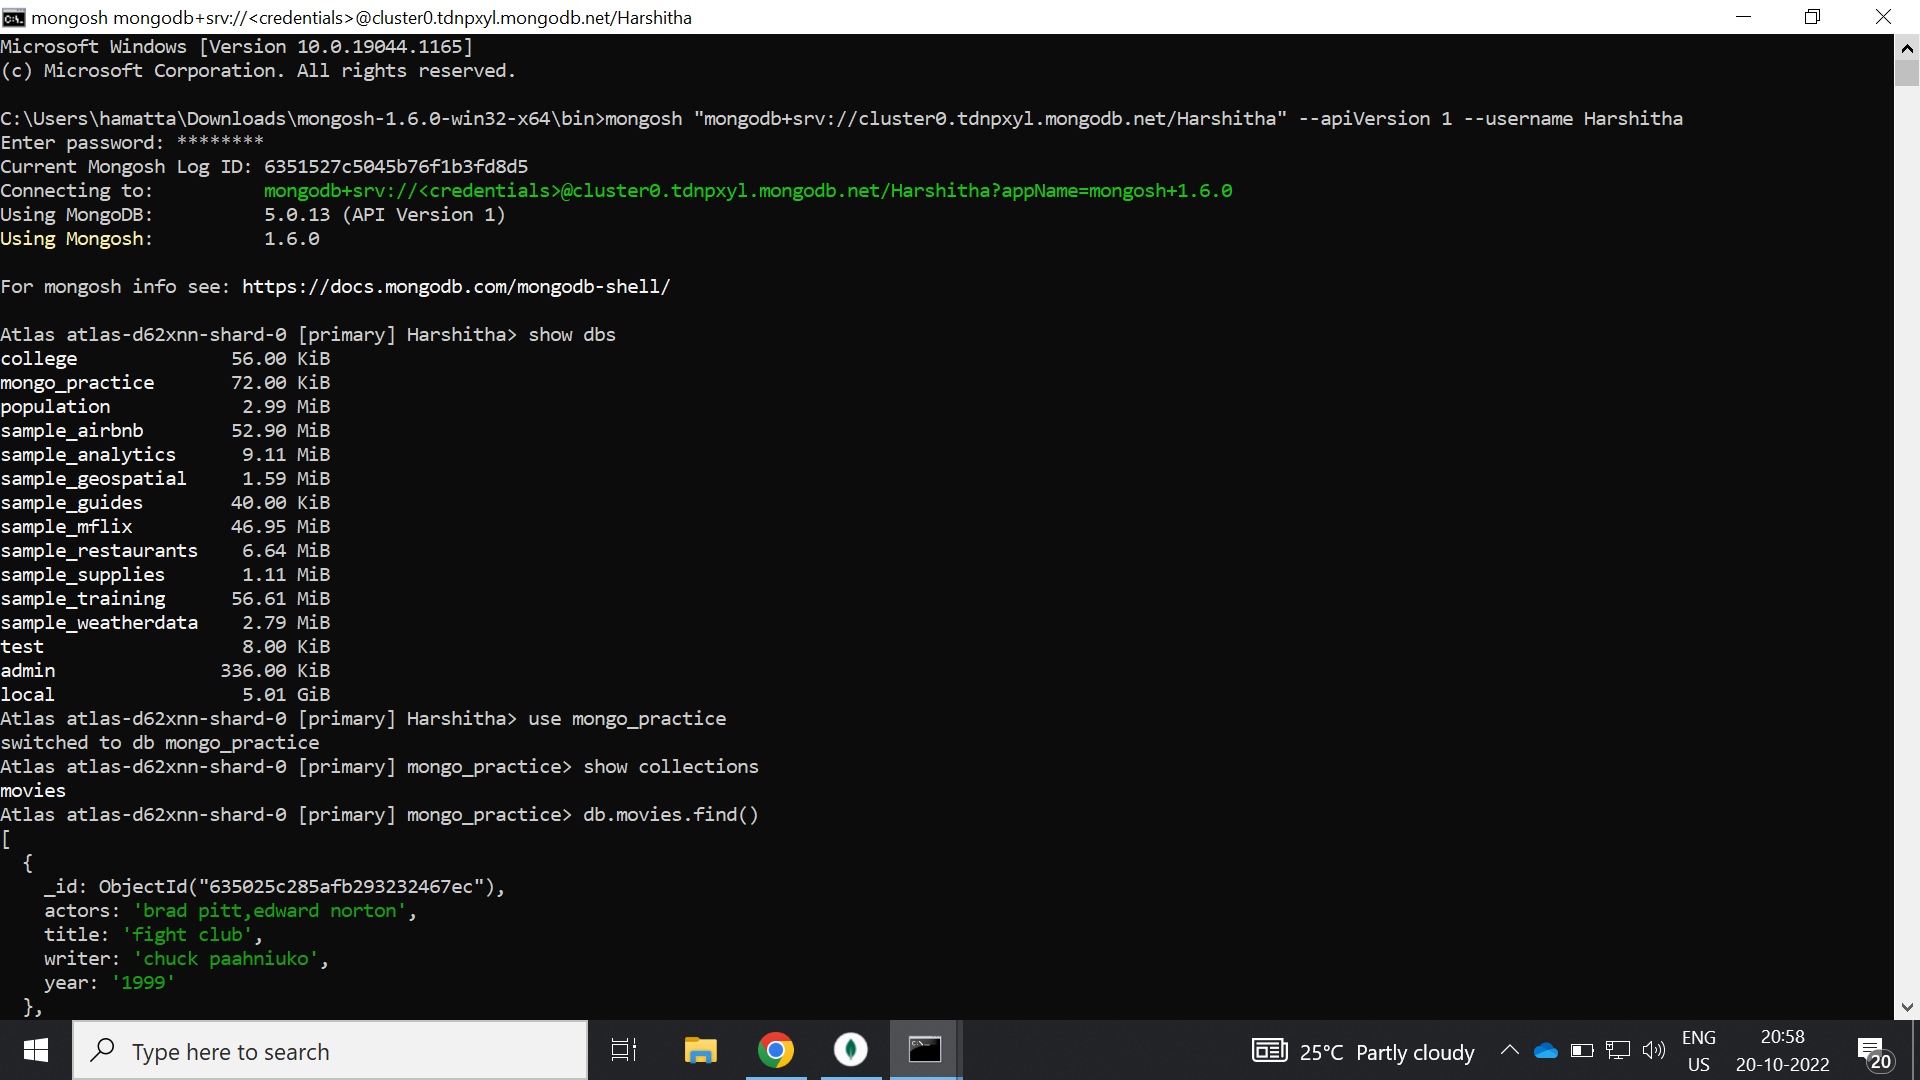 mongosh mongodb+srv://<credentials>@cluster0.tdnpxyl.mongodb.net/Harshitha
Microsoft Windows [Version 10.0.19044.1165]
(c) Microsoft Corporation. All rights reserved.
C:\Users\hamatta\Downloads\mongosh-1.6.0-win32-x64\bin>mongosh "mongodb+srv://cluster0.tdnpxyl.mongodb.net/Harshitha" --apiVersion 1 --username Harshitha
Enter password: ********
Current Mongosh Log ID: 6351527c5045b76f1b3fd8d5
Connecting to: mongodb+srv://<credentials>@cluster0.tdnpxyl.mongodb.net/Harshitha?appName=mongosh+1.6.0
Using MongoDB: 5.0.13 (API Version 1)
Using Mongosh: 1.6.0
For mongosh info see: https://docs.mongodb.com/mongodb-shell/
Atlas atlas-d62xnn-shard-0 [primary] Harshitha> show dbs
college 56.00 KiB
mongo_practice 72.00 KiB
population 2.99 MiB
sample_airbnb 52.90 MiB
sample_analytics 9.11 MiB
sample_geospatial 1.59 MiB
sample_guides 40.00 KiB
sample_mflix 46.95 MiB
sample_restaurants 6.64 MiB
sample_supplies 1.11 MiB
sample_training 56.61 MiB
sample_weatherdata 2.79 MiB
test 8.00 KiB
admin 336.00 KiB
local 5.01 GiB
Atlas atlas-d62xnn-shard-0 [primary] Harshitha> use mongo_practice
switched to db mongo_practice
Atlas atlas-d62xnn-shard-0 [primary] mongo_practice> show collections
movies
Atlas atlas-d62xnn-shard-0 [primary] mongo_practice> db.movies.find()
[
{
_id: ObjectId("635025c285afb293232467ec"),
actors: 'brad pitt,edward norton',
title: 'fight club',
writer: 'chuck paahniuko',
year: '1999'
},
Type here to search
25°C Partly cloudy
ENG
US
20:58
20-10-2022
20